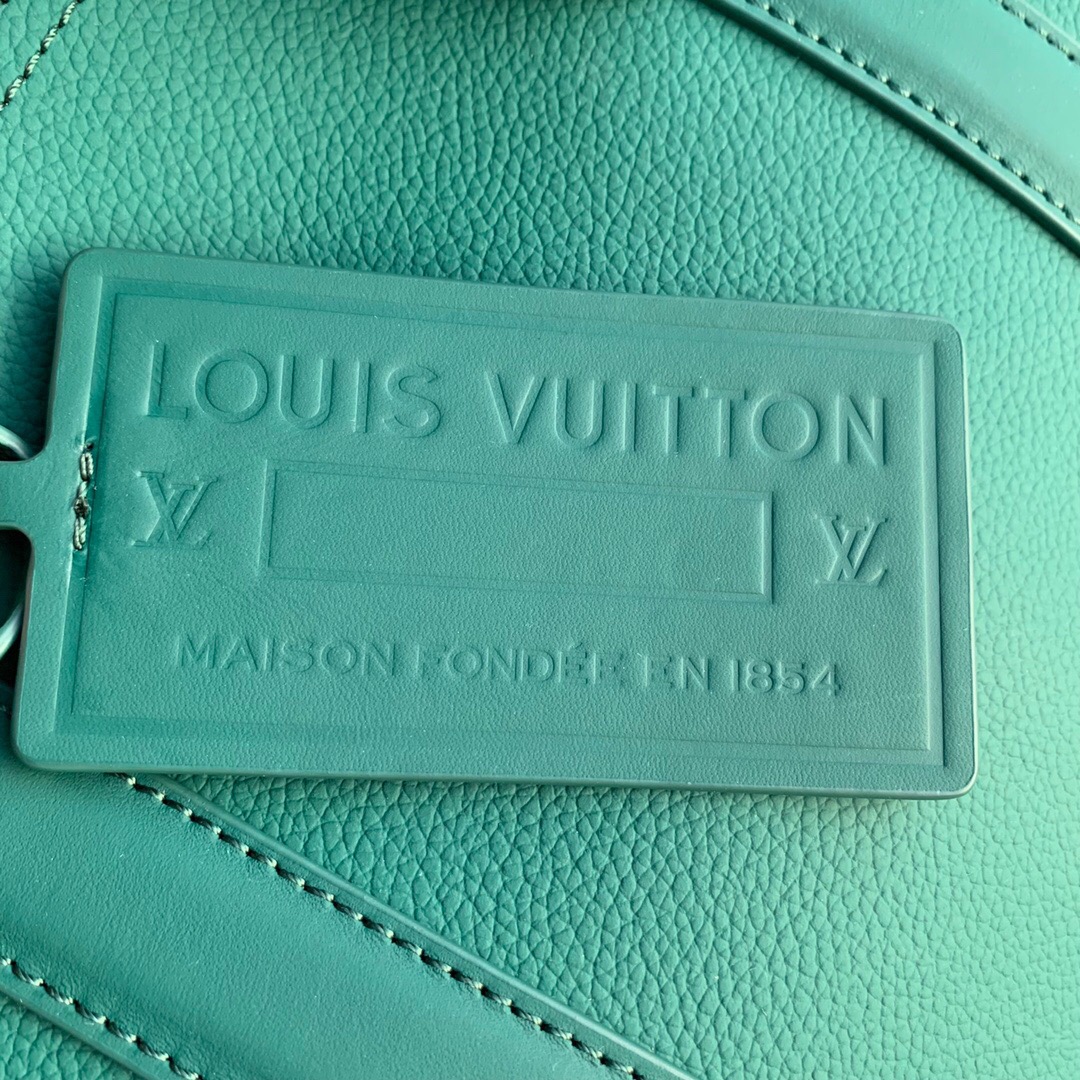 LOUIS VUITTON
LV LV
MAISON FONDÉE EN 1854